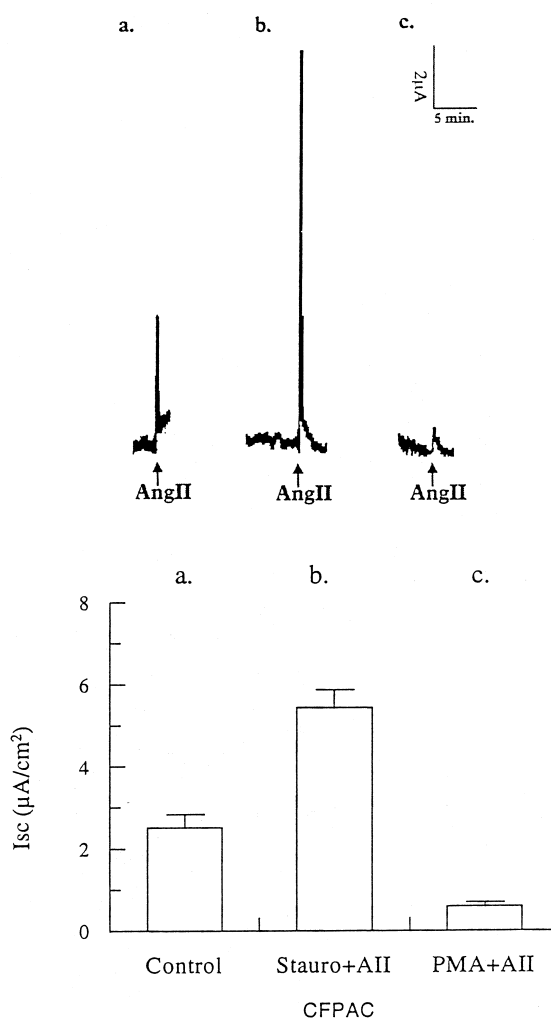 a.
b.
c.
2µA
5 min.
AngII
AngII
AngII
a.
b.
c.
8
6
4
2
0
Isc (µA/cm²)
Control
Stauro+AII
PMA+AII
CFPAC